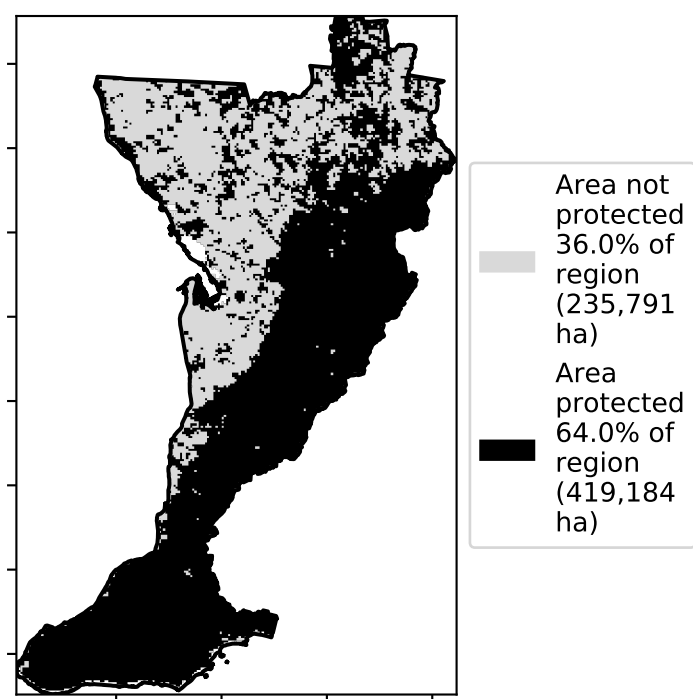 Area not
protected
36.0% of
region
(235,791
ha)
Area
protected
64.0% of
region
(419,184
ha)